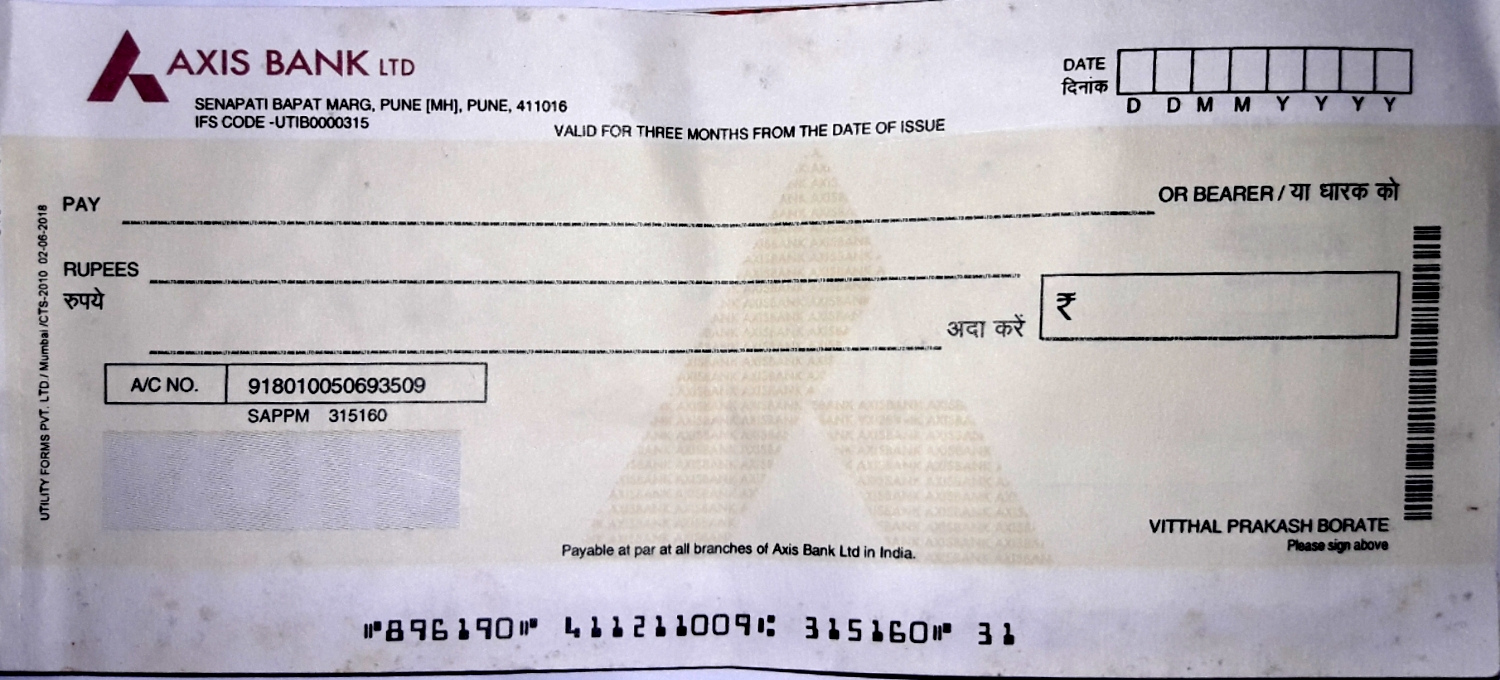 AXIS BANK LTD
SENAPATI BAPAT MARG, PUNE [MH], PUNE, 411016
IFS CODE -UTIB0000315
VALID FOR THREE MONTHS FROM THE DATE OF ISSUE
DATE
दिनांक
D D M M Y Y Y Y
PAY
OR BEARER / या धारक को
RUPEES
रुपये
अदा करें
₹
A/C NO. 918010050693509
SAPPM 315160
UTILITY FORMS PVT. LTD / Mumbai /CTS-2010 02-06-2018
VITTHAL PRAKASH BORATE
Please sign above
Payable at par at all branches of Axis Bank Ltd in India.
⑈896190⑈ 411211009⑆ 315160⑈ 31